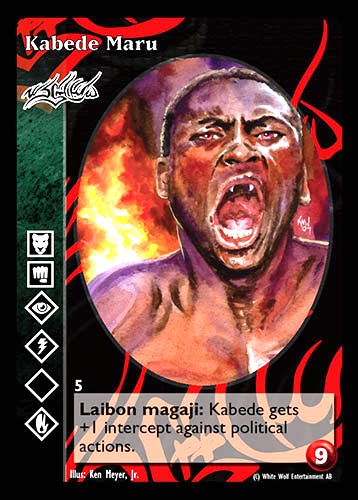 Kabede Maru
5
Laibon magaji: Kabede gets
+1 intercept against political
actions.
9
Illus: Ken Meyer, Jr.
(C) White Wolf Entertainment AB